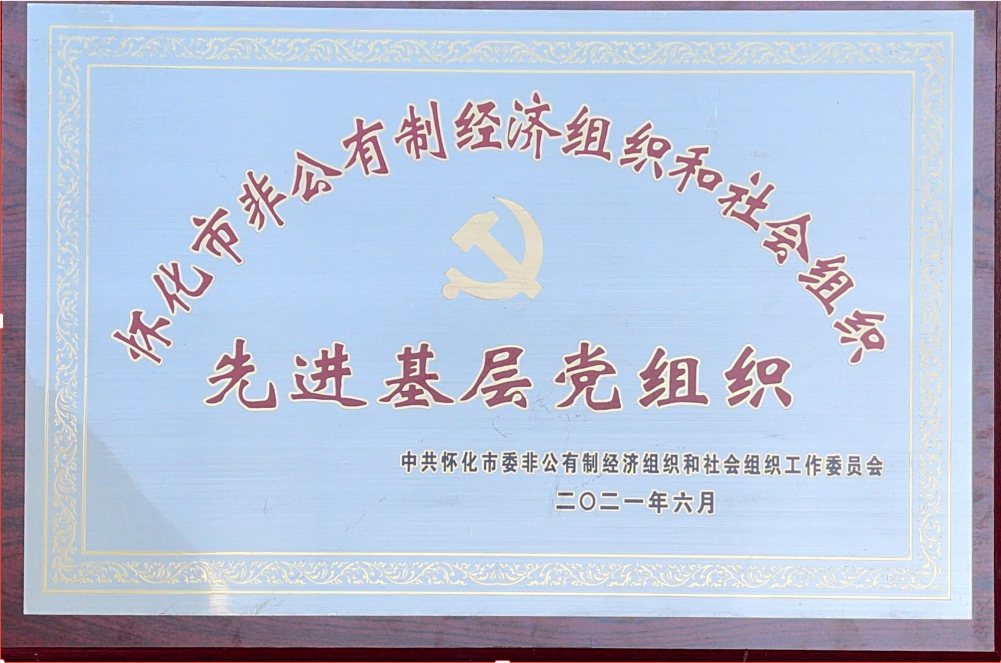 怀化市非公有制经济组织和社会组织
先进基层党组织
中共怀化市委非公有制经济组织和社会组织工作委员会
二〇二一年六月